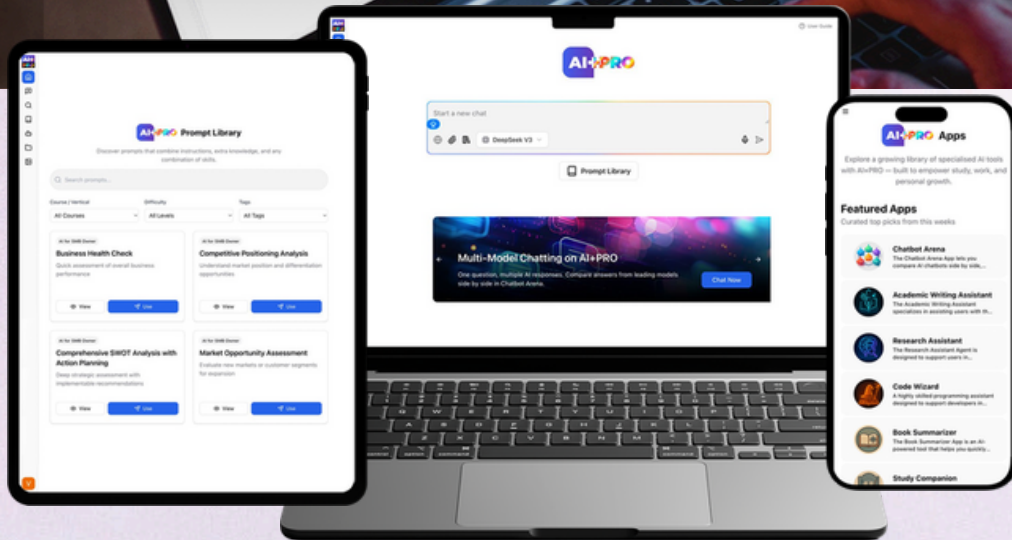 AI+PRO Prompt Library
Discover prompts that combine instructions, extra knowledge, and any
combination of skills.
Search prompts...
Course / Vertical
Difficulty
Tags
All Courses
All Levels
All Tags
AI for SMB Owner
Business Health Check
Quick assessment of overall business
performance
View
Use
AI for SMB Owner
Competitive Positioning Analysis
Understand market position and differentiation
opportunities
View
Use
AI for SMB Owner
Comprehensive SWOT Analysis with
Action Planning
Deep strategic assessment with
implementable recommendations
View
Use
AI for SMB Owner
Market Opportunity Assessment
Evaluate new markets or customer segments
for expansion
View
Use
User Guide
AI+PRO
Start a new chat
DeepSeek V3
Prompt Library
Multi-Model Chatting on AI+PRO
One question, multiple AI responses. Compare answers from leading models
side by side in Chatbot Arena.
Chat Now
AI+PRO Apps
Explore a growing library of specialised AI tools
with AI+PRO — built to empower study, work, and
personal growth.
Featured Apps
Curated top picks from this weeks
Chatbot Arena
The Chatbot Arena App lets you
compare AI chatbots side by side,...
Academic Writing Assistant
The Academic Writing Assistant
specializes in assisting users with th...
Research Assistant
The Research Assistant Agent is
designed to support users in...
Code Wizard
A highly skilled programming assistant
designed to support developers in...
Book Summarizer
The Book Summarizer App is an AI-
powered tool that helps you quickly...
Study Companion